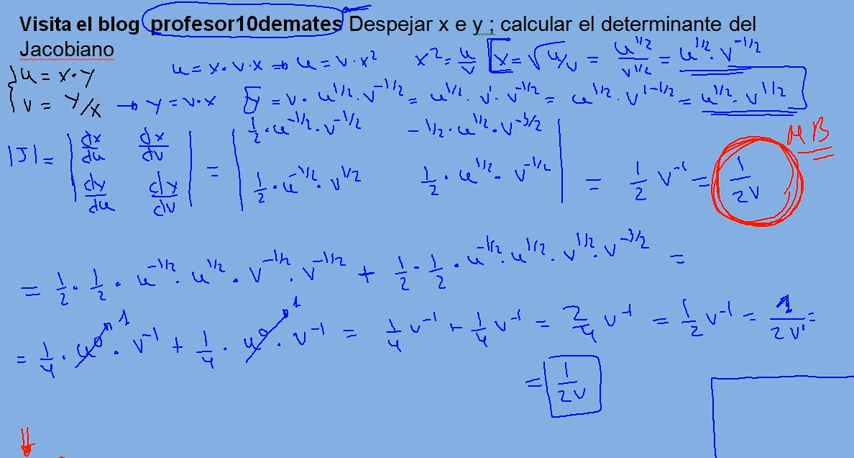 Visita el blog profesor10demates Despejar x e y ; calcular el determinante del
Jacobiano
u = x·y
v = y/x → y = v·x
u = x·v·x ⇒ u = v·x² x² = u/v x = √u/v = u^1/2 / v^1/2 = u^1/2 · v^-1/2
y = v · u^1/2 · v^-1/2 = u^1/2 · v^1 · v^-1/2 = u^1/2 · v^1-1/2 = u^1/2 · v^1/2
MB
|J| = | dx/du dx/dv | = | 1/2 · u^-1/2 · v^-1/2 -1/2 · u^1/2 · v^-3/2 |
| dy/du dy/dv | | 1/2 · u^-1/2 · v^1/2 1/2 · u^1/2 · v^-1/2 | = 1/2 v^-1 = 1/2v
= 1/2 · 1/2 · u^-1/2 · u^1/2 · v^-1/2 · v^-1/2 + 1/2 · 1/2 · u^-1/2 · u^1/2 · v^1/2 · v^-3/2 =
= 1/4 · u^0 1 · v^-1 + 1/4 · u^0 1 · v^-1 = 1/4 v^-1 + 1/4 v^-1 = 2/4 v^-1 = 1/2 v^-1 = 1/2v^1 =
= 1/2v